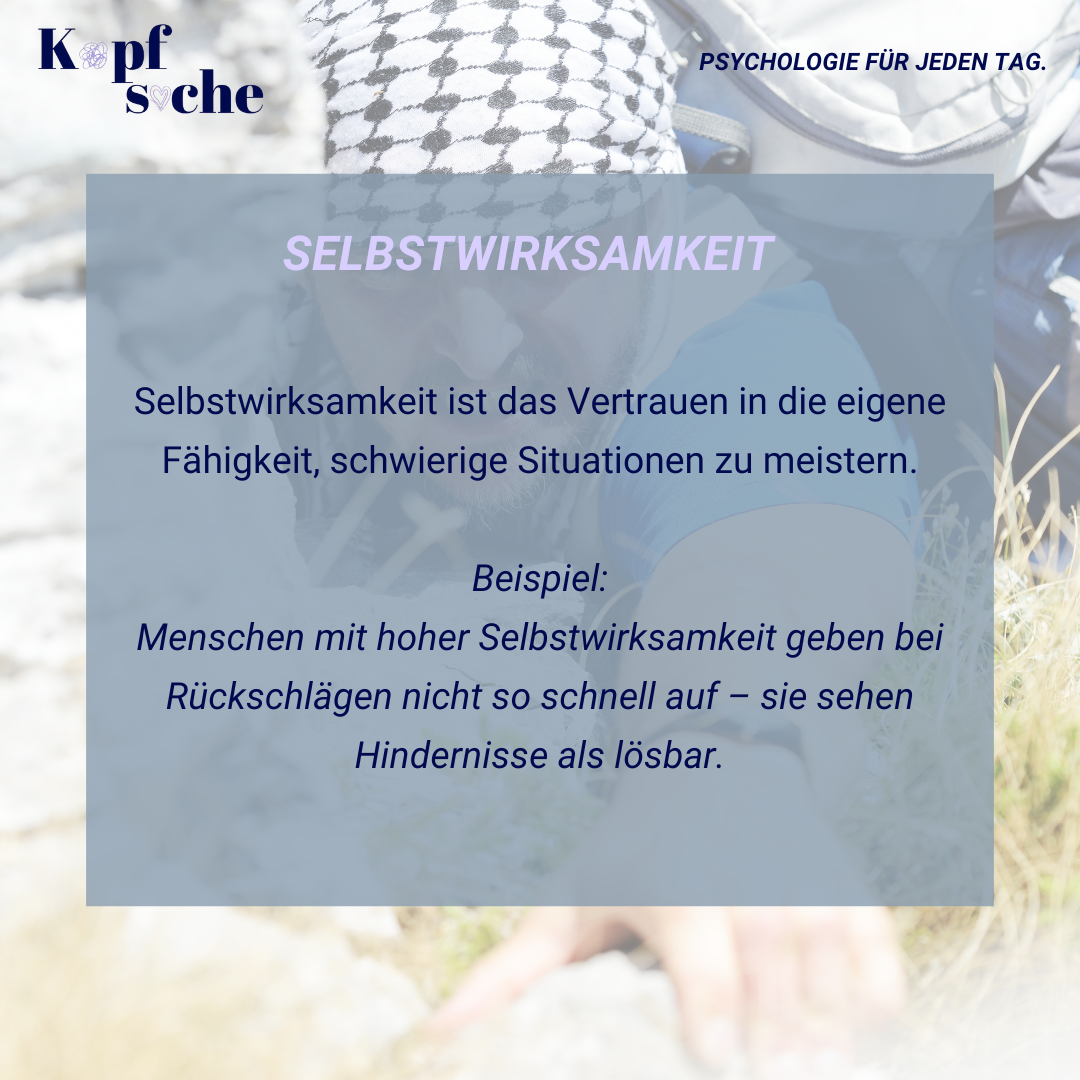 Kopf
sache
PSYCHOLOGIE FÜR JEDEN TAG.
SELBSTWIRKSAMKEIT
Selbstwirksamkeit ist das Vertrauen in die eigene
Fähigkeit, schwierige Situationen zu meistern.
Beispiel:
Menschen mit hoher Selbstwirksamkeit geben bei
Rückschlägen nicht so schnell auf – sie sehen
Hindernisse als lösbar.